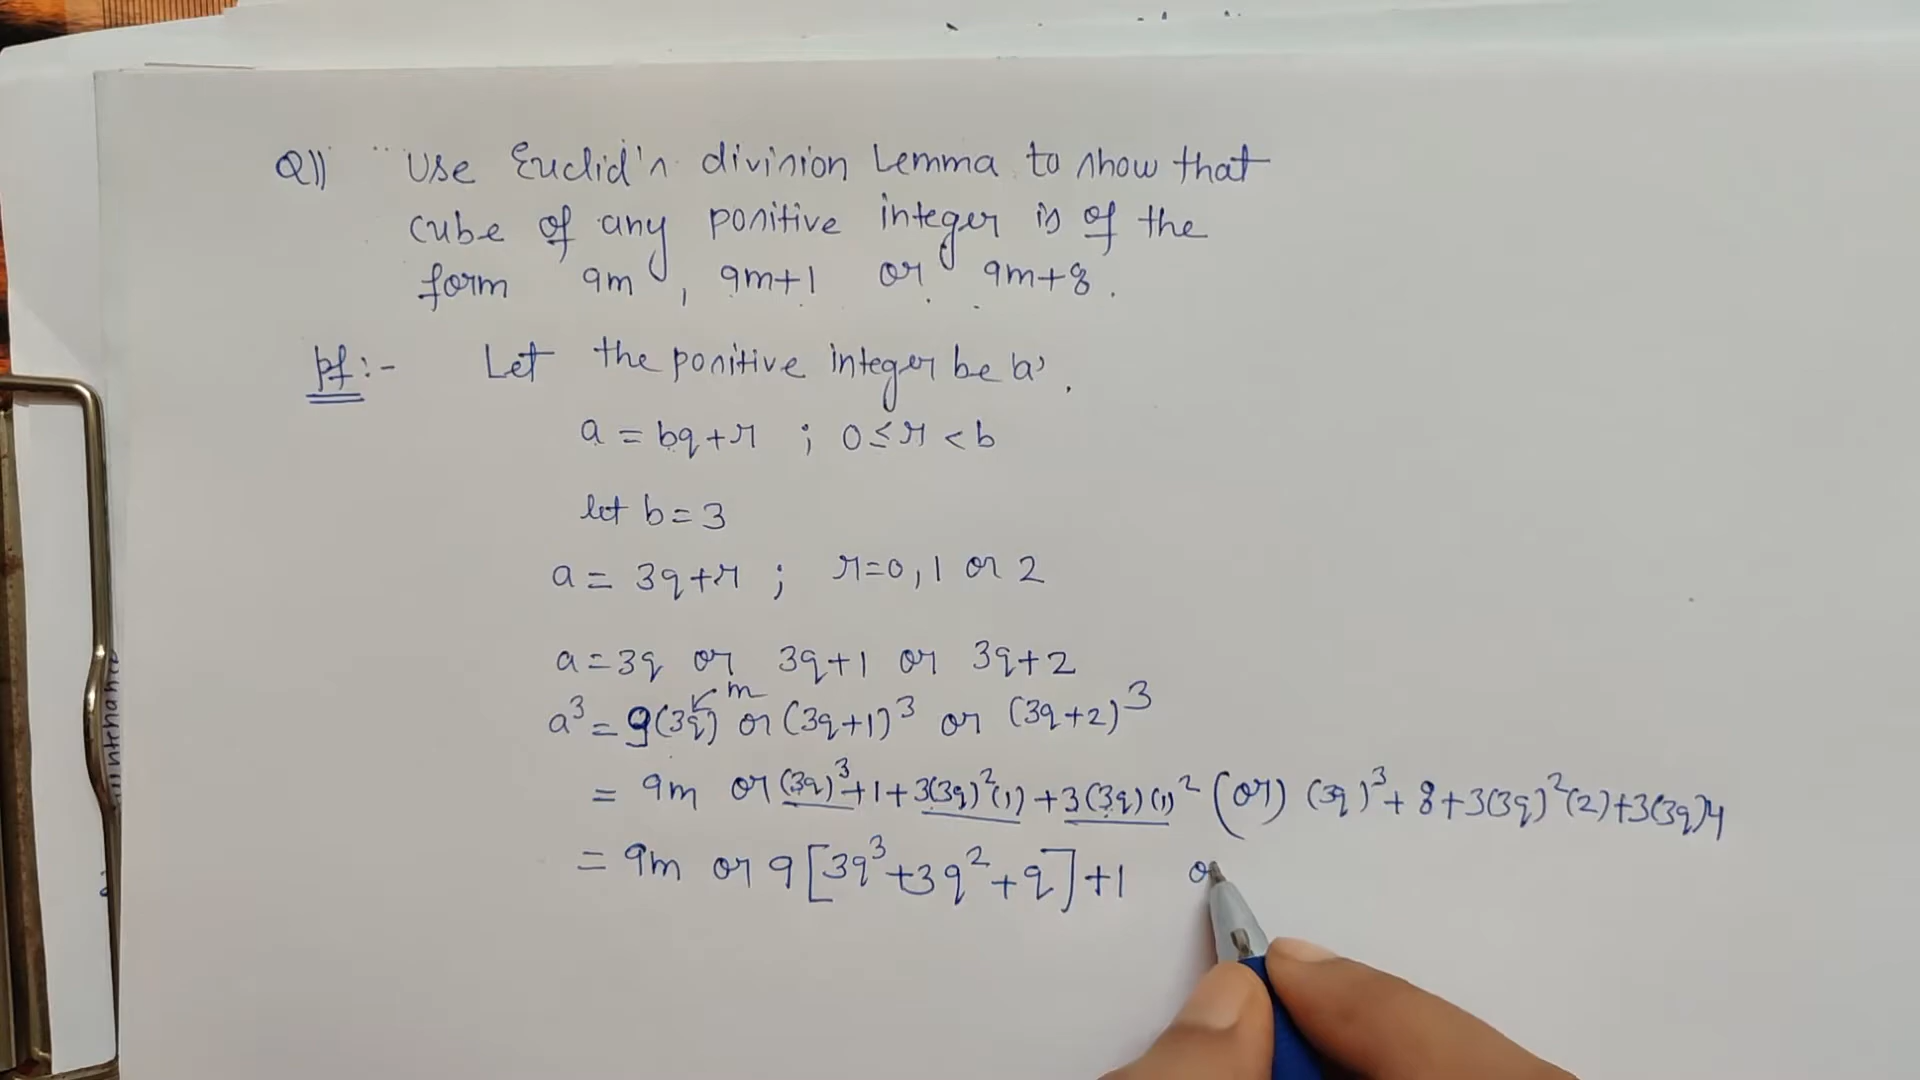 Q11 Use Euclid's division Lemma to show that
cube of any positive integer is of the
form 9m, 9m+1 or 9m+8.
Pf:- Let the positive integer be 'a'.
a = bq+r ; 0≤r<b
let b=3
a = 3q+r ; r=0,1 or 2
a=3q or 3q+1 or 3q+2
m
a³=9(3q) or (3q+1)³ or (3q+2)³
= 9m or (3q)³+1+3(3q)²(1)+3(3q)(1)² (or) (3q)³+8+3(3q)²(2)+3(3q)4
= 9m or 9[3q³+3q²+q]+1 o